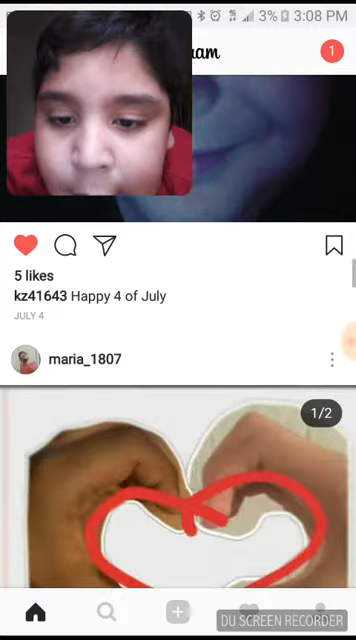 3% 3:08 PM
am
1
5 likes
kz41643 Happy 4 of July
JULY 4
maria_1807
1/2
DU SCREEN RECORDER